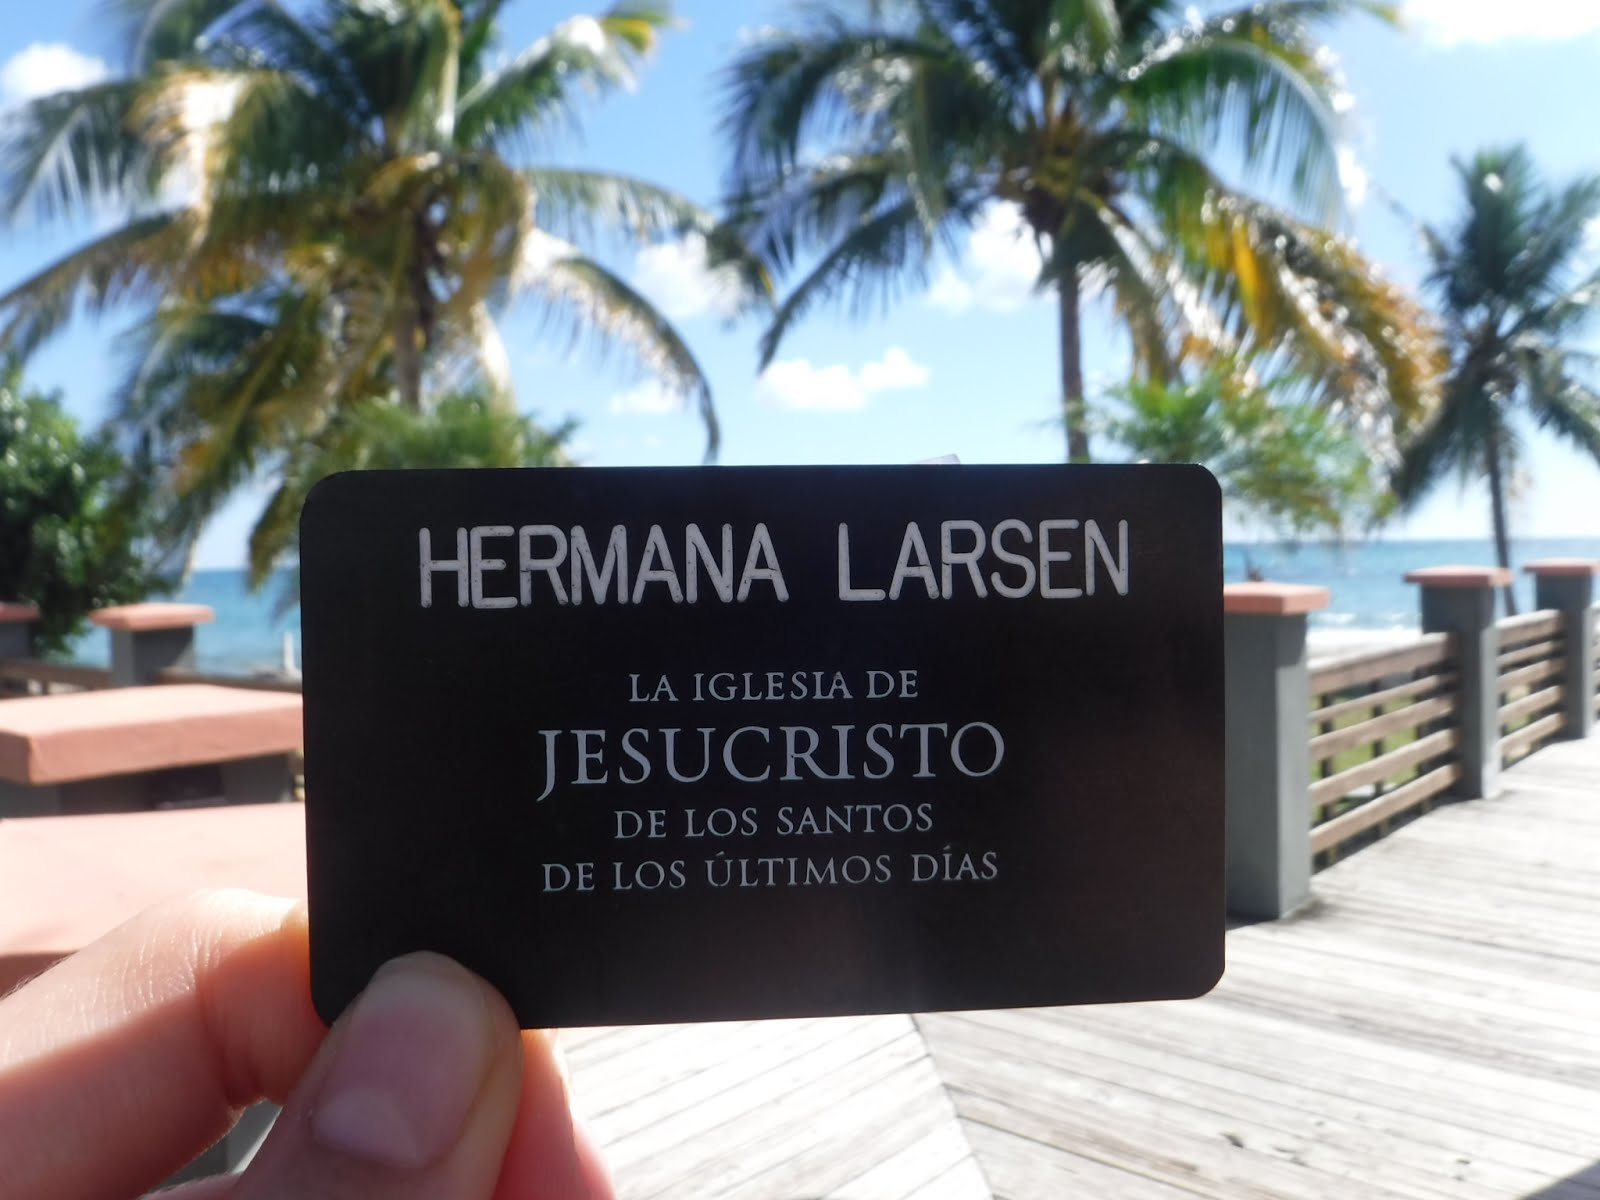 HERMANA LARSEN
LA IGLESIA DE
JESUCRISTO
DE LOS SANTOS
DE LOS ÚLTIMOS DÍAS